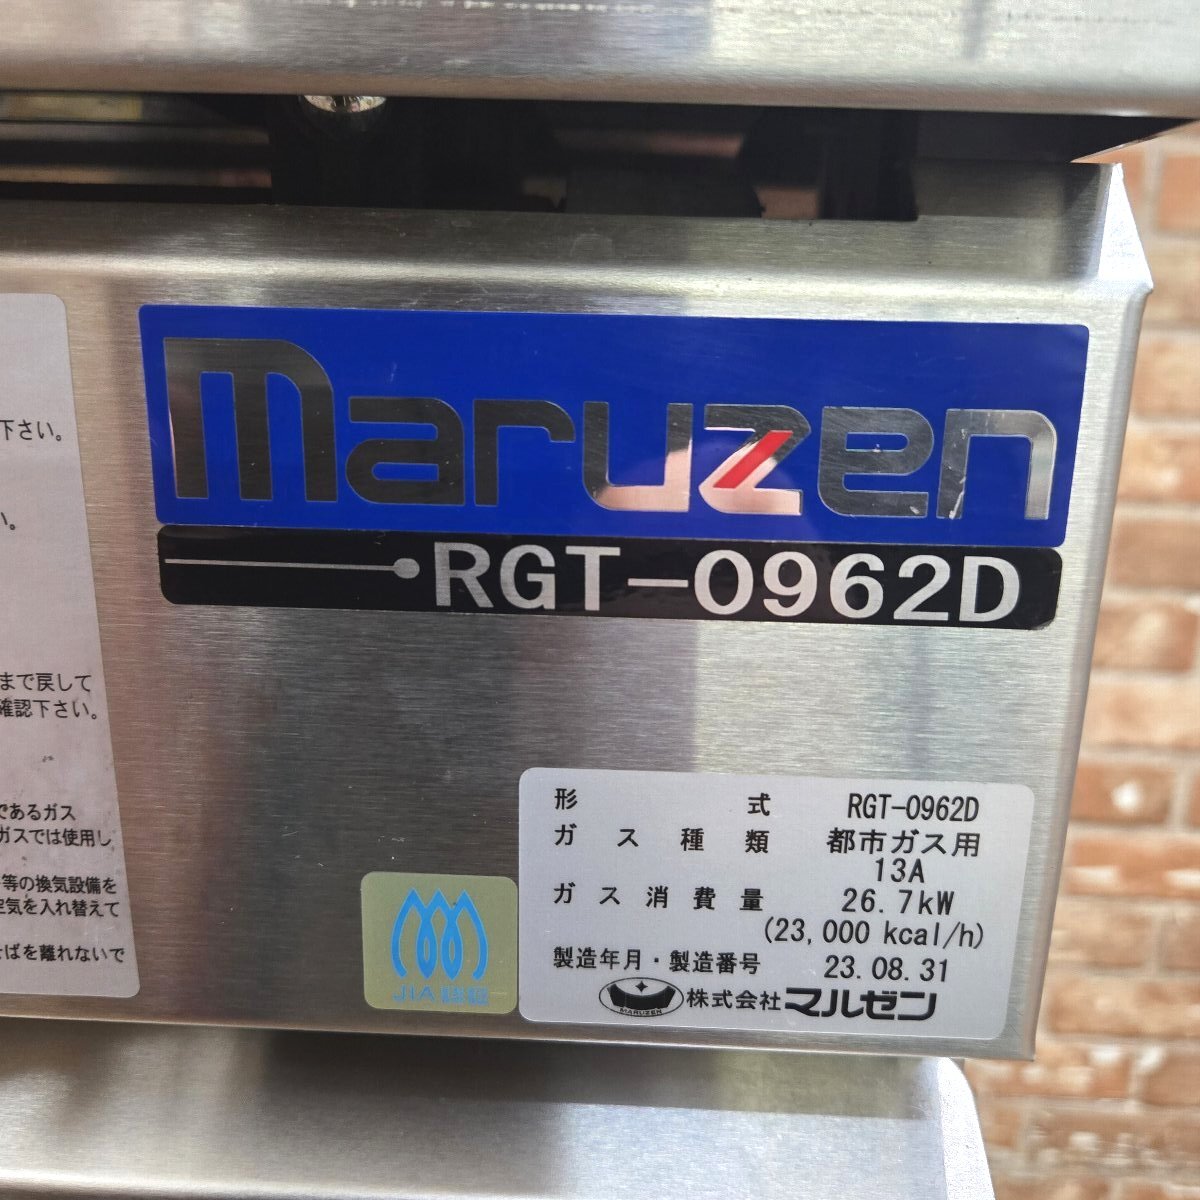 下さい。
い。
まで戻して
確認下さい。
であるガス
ガスでは使用し
等の換気設備を
空気を入れ替えて
そばを離れないで
maruzen
RGT-0962D
形式 RGT-0962D
ガス種類 都市ガス用
13A
ガス消費量 26.7kW
(23,000 kcal/h)
製造年月・製造番号 23.08.31
MARUZEN 株式会社マルゼン
JIA認証